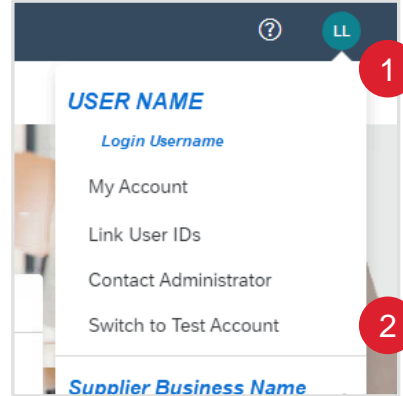 ? LL
1
USER NAME
Login Username
My Account
Link User IDs
Contact Administrator
Switch to Test Account
2
Supplier Business Name